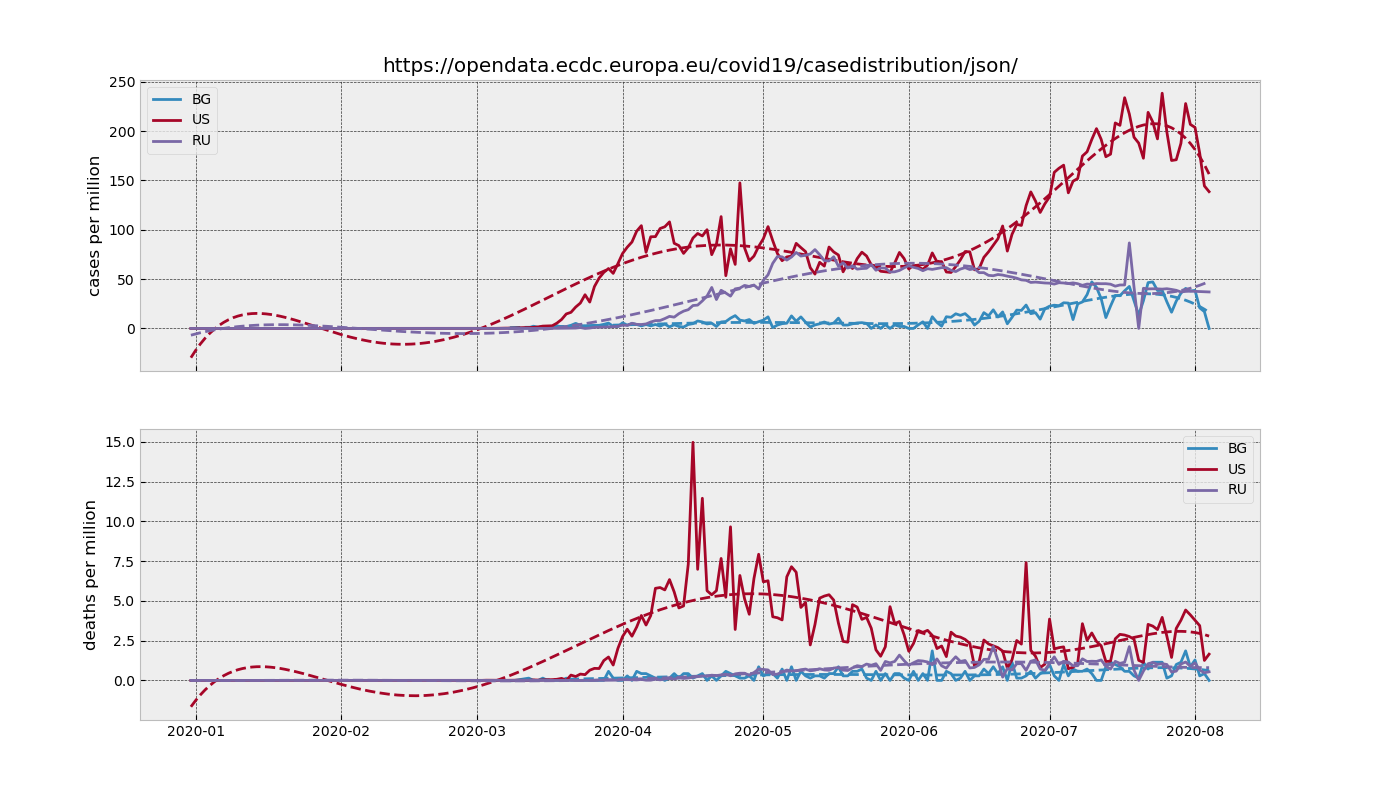 https://opendata.ecdc.europa.eu/covid19/casedistribution/json/
250
200
150
100
50
0
cases per million
BG
US
RU
15.0
12.5
10.0
7.5
5.0
2.5
0.0
deaths per million
BG
US
RU
2020-01 2020-02 2020-03 2020-04 2020-05 2020-06 2020-07 2020-08